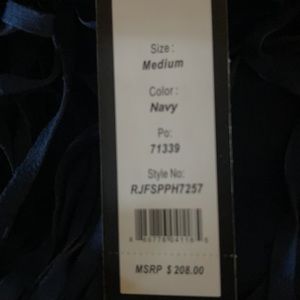 Size:
Medium
Color:
Navy
Po:
71339
Style No:
RJFSPPH7257
MSRP $ 208.00